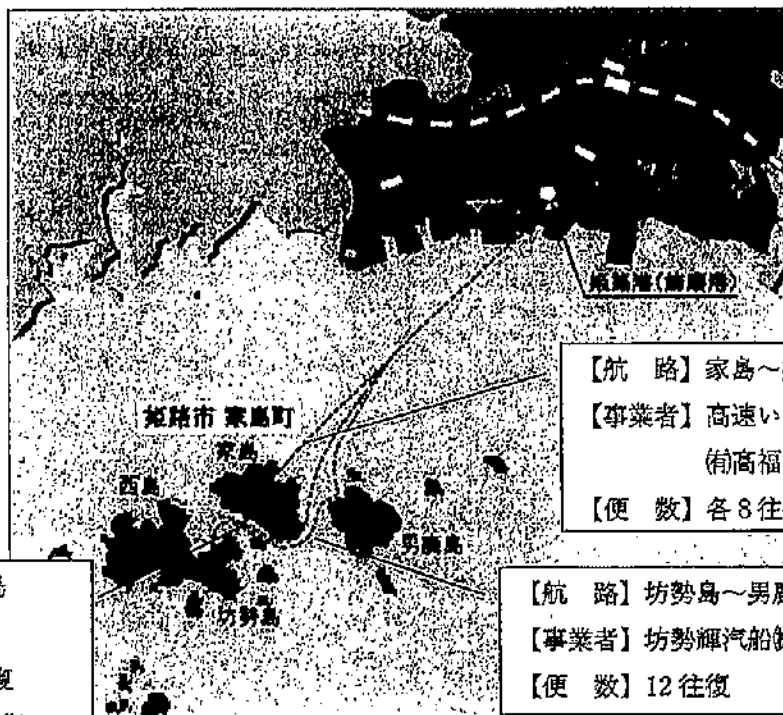 姫路港(飾磨港)
【航　路】家島～
【事業者】高速い
㈲高福
【便　数】各8往
姫路市 家島町
家島
西島
男鹿島
坊勢島
島
復
【航　路】坊勢島～男鹿
【事業者】坊勢輝汽船㈱
【便　数】12往復